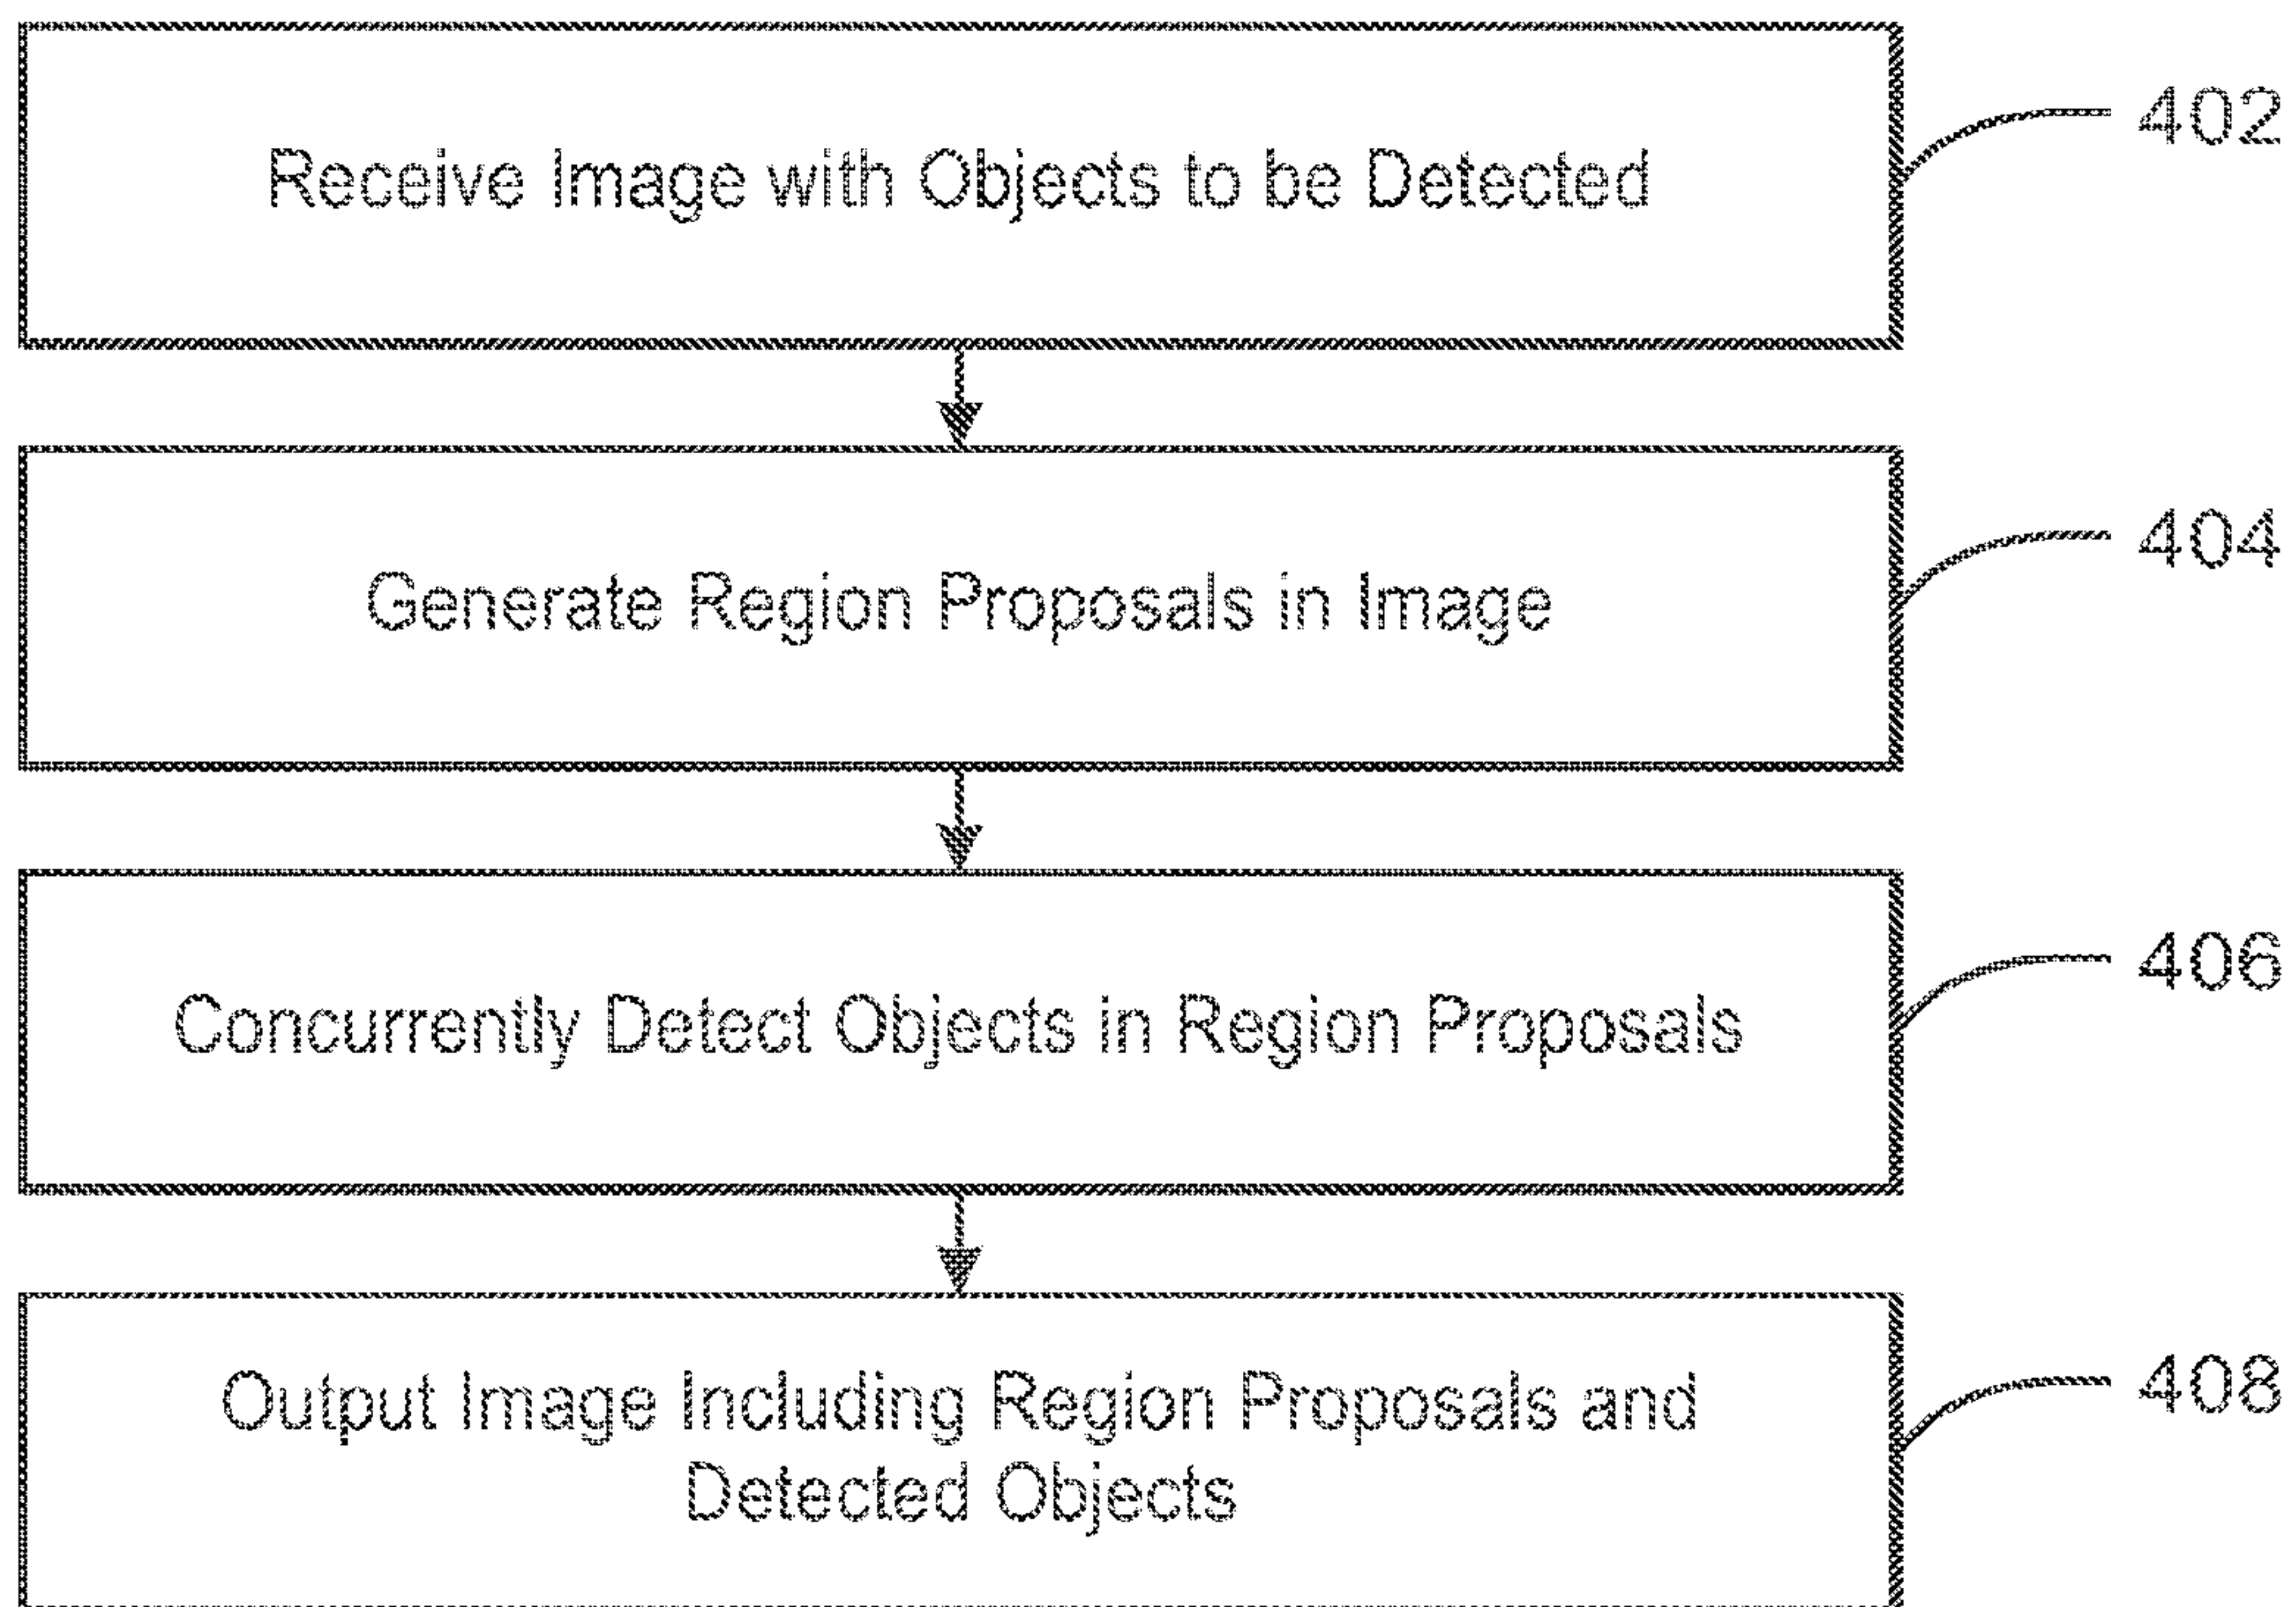 Receive Image with Objects to be Detected
402
Generate Region Proposals in Image
404
Concurrently Detect Objects in Region Proposals
406
Output Image Including Region Proposals and
Detected Objects
408